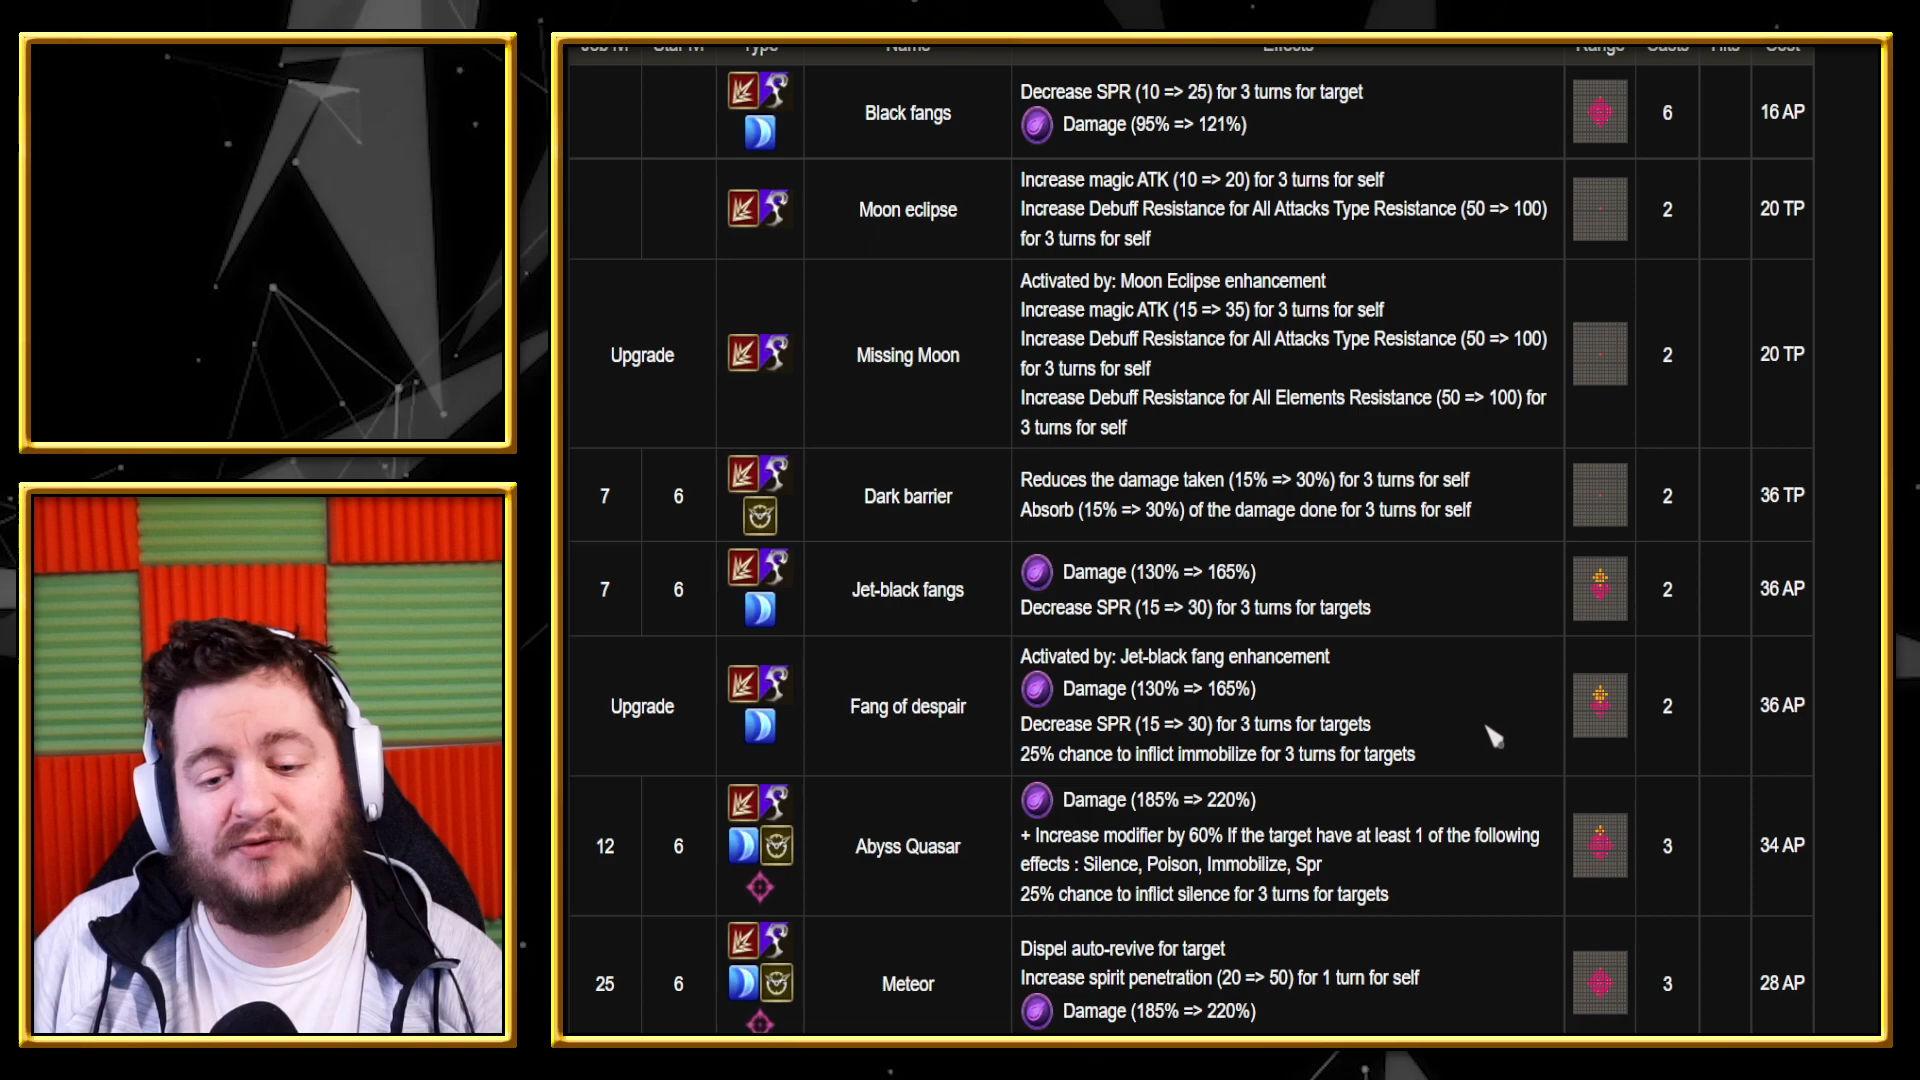 Job lvl Star lvl Type Name Effects Range Casts Hits Cost
Black fangs
Decrease SPR (10 => 25) for 3 turns for target
Damage (95% => 121%)
6
16 AP
Moon eclipse
Increase magic ATK (10 => 20) for 3 turns for self
Increase Debuff Resistance for All Attacks Type Resistance (50 => 100)
for 3 turns for self
2
20 TP
Upgrade
Missing Moon
Activated by: Moon Eclipse enhancement
Increase magic ATK (15 => 35) for 3 turns for self
Increase Debuff Resistance for All Attacks Type Resistance (50 => 100)
for 3 turns for self
Increase Debuff Resistance for All Elements Resistance (50 => 100) for
3 turns for self
2
20 TP
7
6
Dark barrier
Reduces the damage taken (15% => 30%) for 3 turns for self
Absorb (15% => 30%) of the damage done for 3 turns for self
2
36 TP
7
6
Jet-black fangs
Damage (130% => 165%)
Decrease SPR (15 => 30) for 3 turns for targets
2
36 AP
Upgrade
Fang of despair
Activated by: Jet-black fang enhancement
Damage (130% => 165%)
Decrease SPR (15 => 30) for 3 turns for targets
25% chance to inflict immobilize for 3 turns for targets
2
36 AP
12
6
Abyss Quasar
Damage (185% => 220%)
+ Increase modifier by 60% If the target have at least 1 of the following
effects : Silence, Poison, Immobilize, Spr
25% chance to inflict silence for 3 turns for targets
3
34 AP
25
6
Meteor
Dispel auto-revive for target
Increase spirit penetration (20 => 50) for 1 turn for self
Damage (185% => 220%)
3
28 AP